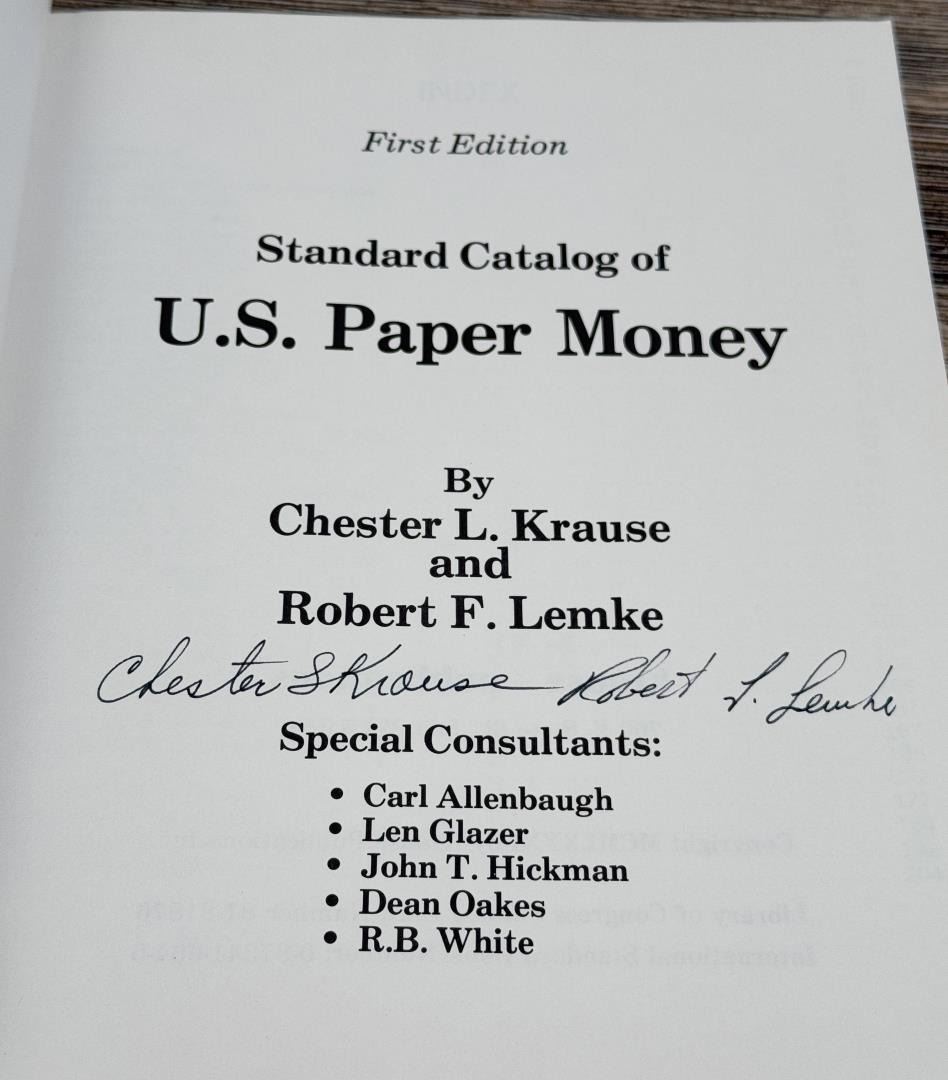 First Edition
Standard Catalog of
U.S. Paper Money
By
Chester L. Krause
and
Robert F. Lemke
Chester L Krause Robert F. Lemke
Special Consultants:
• Carl Allenbaugh
• Len Glazer
• John T. Hickman
• Dean Oakes
• R.B. White